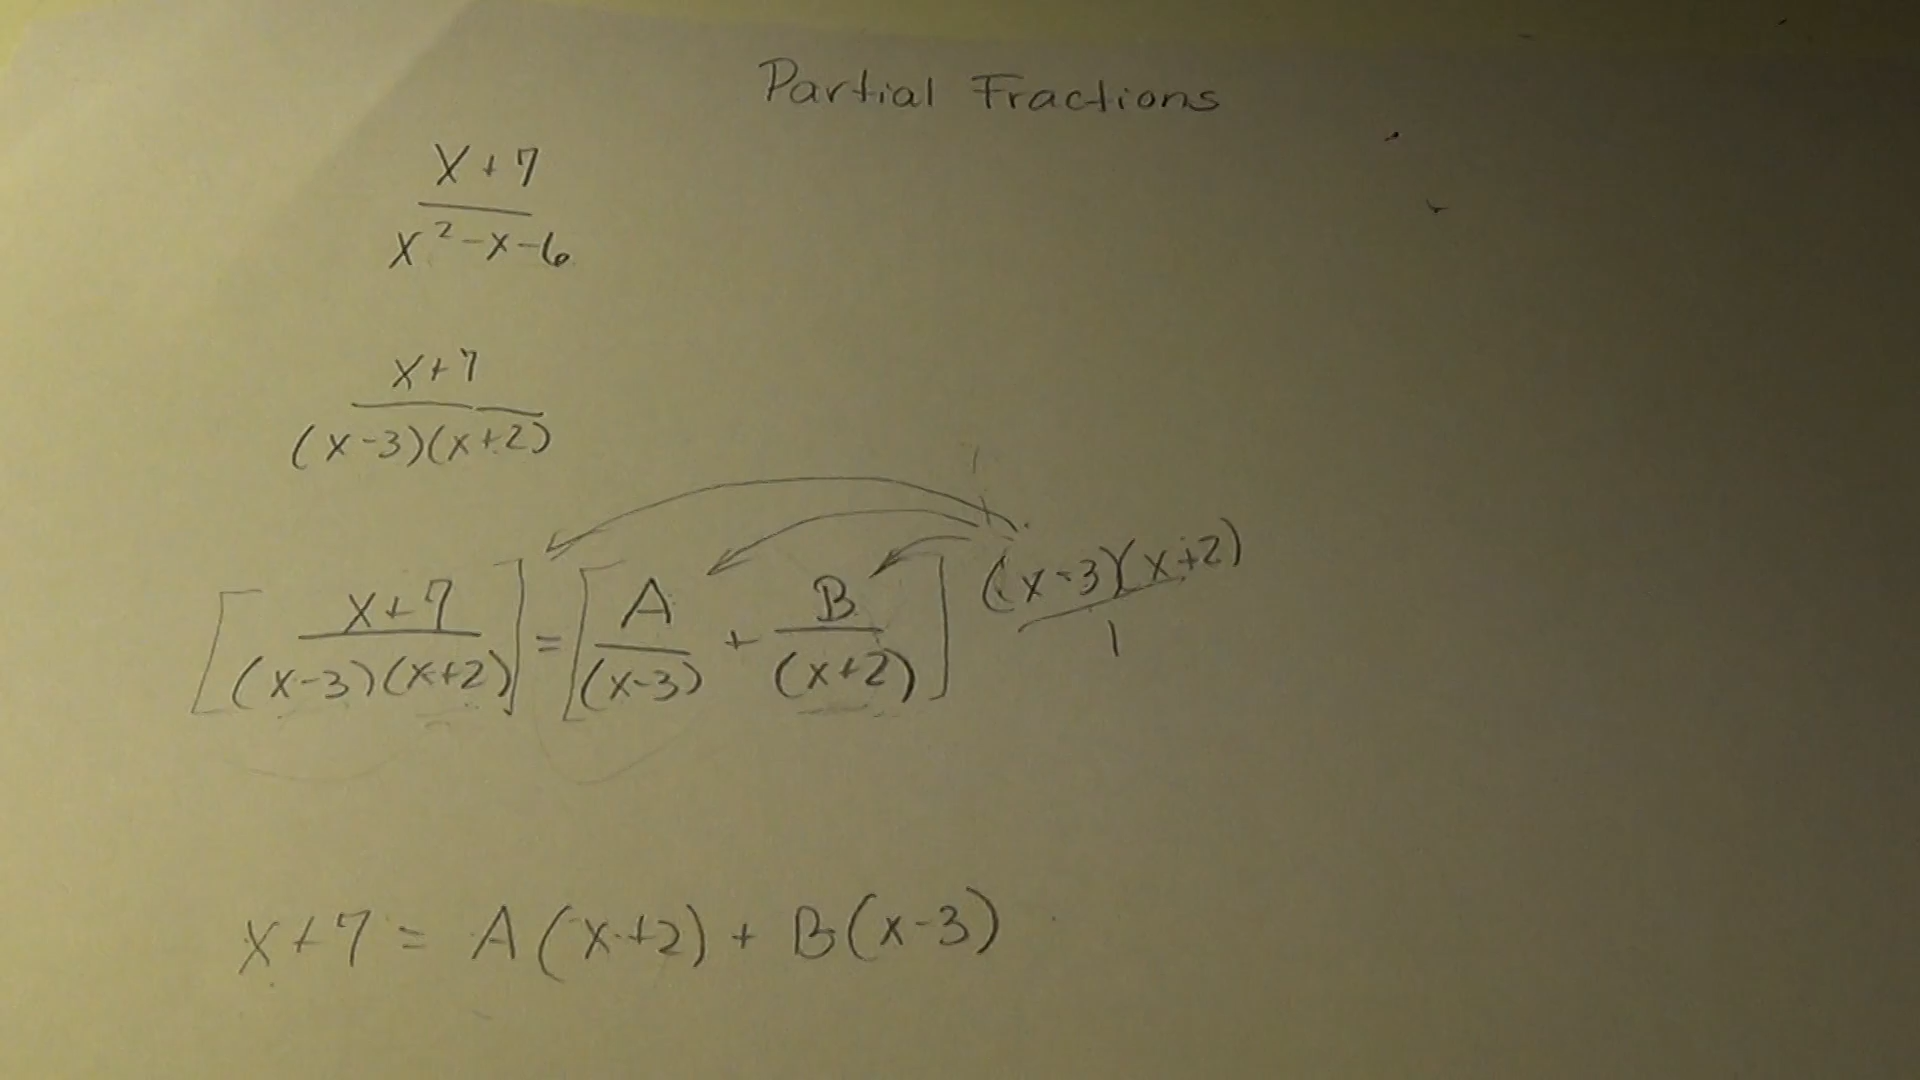 Partial Fractions
x+7
x²-x-6
x+7
(x-3)(x+2)
[x+7/(x-3)(x+2)] = [A/(x-3) + B/(x+2)] (x-3)(x+2)/1
x+7 = A(x+2) + B(x-3)